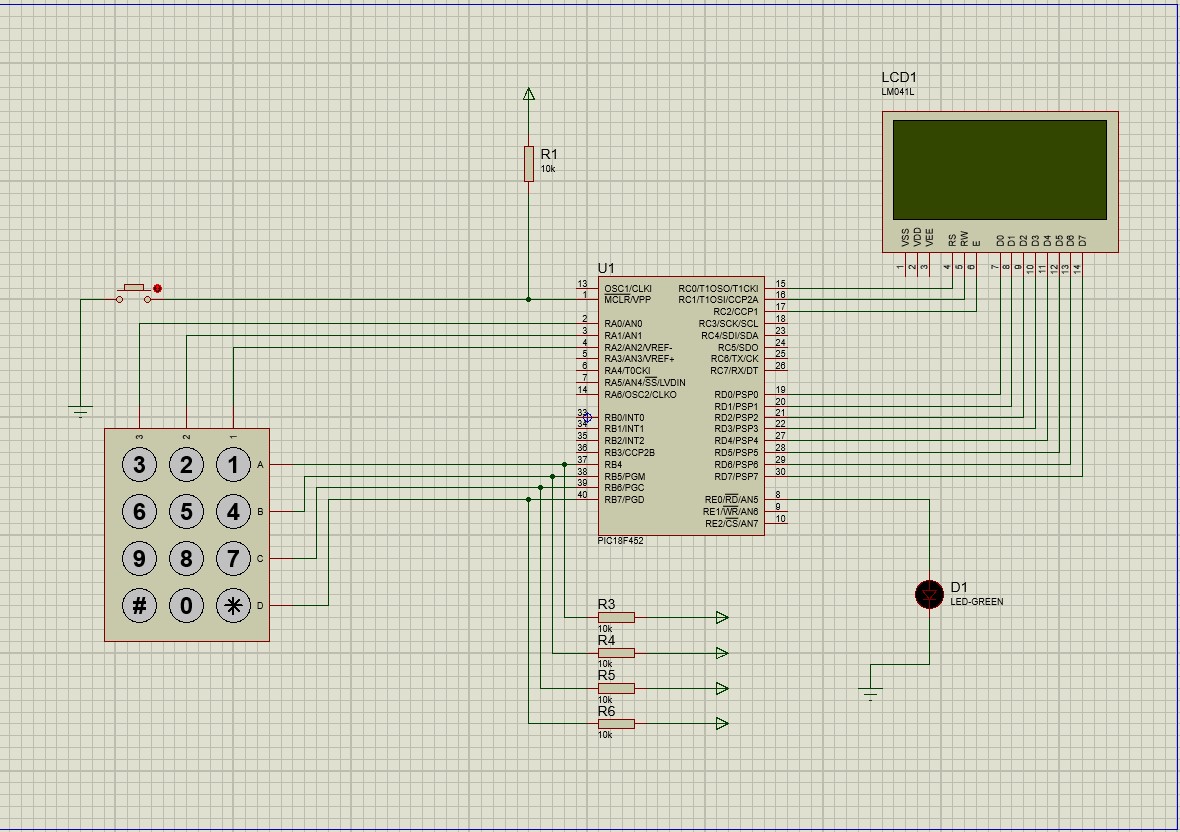 LCD1
LM041L
VSS VDD VEE RS RW E D0 D1 D2 D3 D4 D5 D6 D7
1 2 3 4 5 6 7 8 9 10 11 12 13 14
R1
10k
U1
13 OSC1/CLKI RC0/T1OSO/T1CKI 15
1 MCLR/VPP RC1/T1OSI/CCP2A 16
RC2/CCP1 17
2 RA0/AN0 RC3/SCK/SCL 18
3 RA1/AN1 RC4/SDI/SDA 23
4 RA2/AN2/VREF- RC5/SDO 24
5 RA3/AN3/VREF+ RC6/TX/CK 25
6 RA4/T0CKI RC7/RX/DT 26
7 RA5/AN4/SS/LVDIN
14 RA6/OSC2/CLKO RD0/PSP0 19
RD1/PSP1 20
33 RB0/INT0 RD2/PSP2 21
34 RB1/INT1 RD3/PSP3 22
35 RB2/INT2 RD4/PSP4 27
36 RB3/CCP2B RD5/PSP5 28
37 RB4 RD6/PSP6 29
38 RB5/PGM RD7/PSP7 30
39 RB6/PGC
40 RB7/PGD RE0/RD/AN5 8
RE1/WR/AN6 9
RE2/CS/AN7 10
PIC18F452
3 2 1
3 2 1 A
6 5 4 B
9 8 7 C
# 0 * D
D1
LED-GREEN
R3
10k
R4
10k
R5
10k
R6
10k